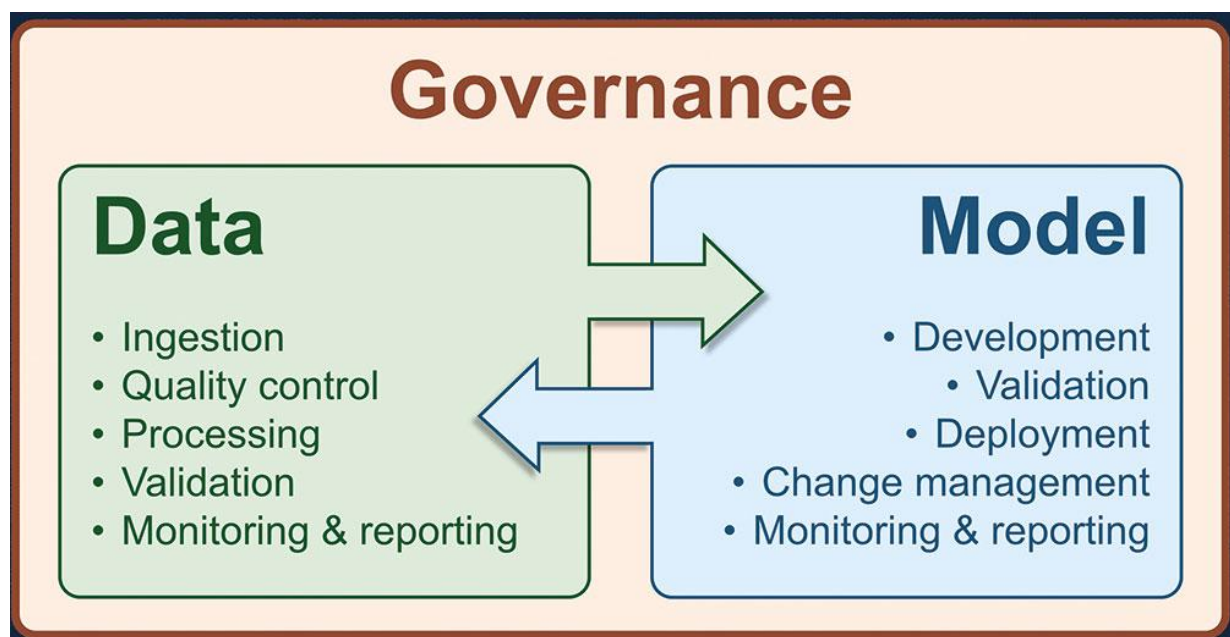 Governance
Data
• Ingestion
• Quality control
• Processing
• Validation
• Monitoring & reporting
Model
• Development
• Validation
• Deployment
• Change management
• Monitoring & reporting